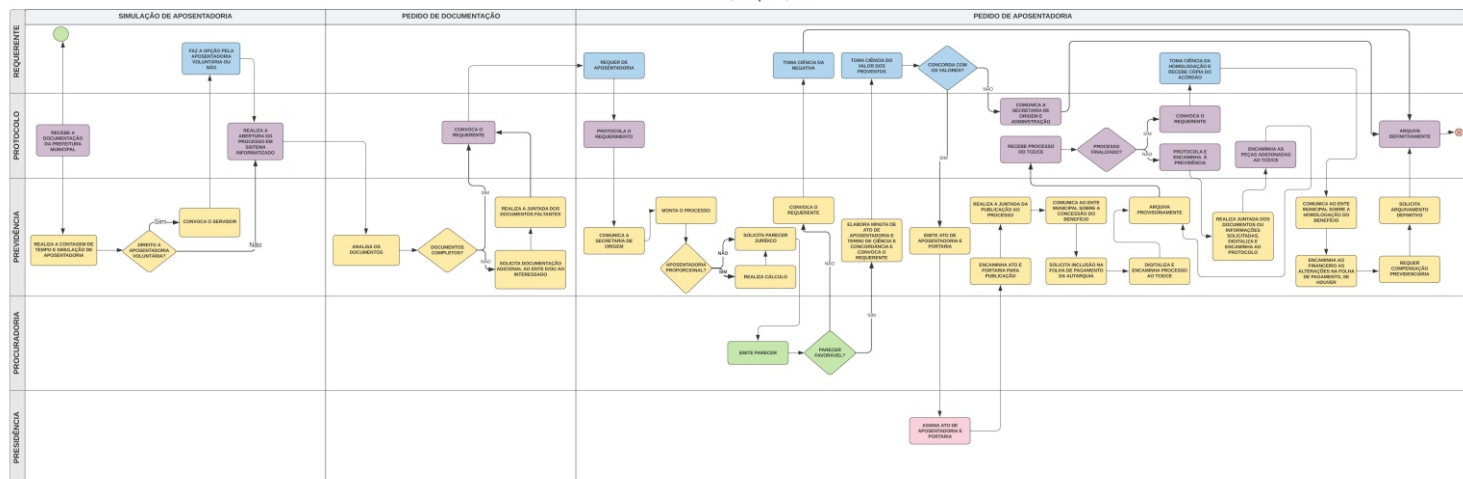 SIMULAÇÃO DE APOSENTADORIA
PEDIDO DE DOCUMENTAÇÃO
PEDIDO DE APOSENTADORIA
REQUERENTE
FAZ A OPÇÃO PELA
APOSENTADORIA
VOLUNTÁRIA OU
NÃO
REQUER DE
APOSENTADORIA
TOMA CIÊNCIA DA
NEGATIVA
TOMA CIÊNCIA DO
VALOR DOS
PROVENTOS
CONCORDA COM
OS VALORES?
NÃO
SIM
TOMA CIÊNCIA DA
HOMOLOGAÇÃO E
RECEBE CÓPIA DO
ACÓRDÃO
PROTOCOLO
RECEBE A
DOCUMENTAÇÃO
DA PREFEITURA
MUNICIPAL
REALIZA A
ABERTURA DO
PROCESSO EM
SISTEMA
INFORMATIZADO
CONVOCA O
REQUERENTE
PROTOCOLA O
REQUERIMENTO
COMUNICA A
SECRETARIA DE
ORIGEM E
ADMINISTRAÇÃO
RECEBE PROCESSO
DO TCE/CE
PROCESSO
FINALIZADO?
SIM
NÃO
CONVOCA O
REQUERENTE
PROTOCOLA E
ENCAMINHA À
PREVIDÊNCIA
ENCAMINHA AS
PEÇAS ADICIONADAS
AO TCE/CE
ARQUIVA
DEFINITIVAMENTE
PREVIDÊNCIA
REALIZA A CONTAGEM DE
TEMPO E SIMULAÇÃO DE
APOSENTADORIA
DIREITO A
APOSENTADORIA
VOLUNTÁRIA?
Sim
Não
CONVOCA O SERVIDOR
ANALISA OS
DOCUMENTOS
DOCUMENTOS
COMPLETOS?
SIM
NÃO
REALIZA A JUNTADA DOS
DOCUMENTOS FALTANTES
SOLICITA DOCUMENTAÇÃO
ADICIONAL AO ENTE E/OU AO
INTERESSADO
COMUNICA A
SECRETARIA DE
ORIGEM
MONTA O PROCESSO
APOSENTADORIA
PROPORCIONAL?
NÃO
SIM
SOLICITA PARECER
JURÍDICO
REALIZA CÁLCULO
CONVOCA O
REQUERENTE
ELABORA MINUTA DE
ATO DE
APOSENTADORIA E
TERMO DE CIÊNCIA E
CONCORDÂNCIA E
CONVOCA O
REQUERENTE
EMITE ATO DE
APOSENTADORIA E
PORTARIA
REALIZA A JUNTADA DA
PUBLICAÇÃO AO
PROCESSO
ENCAMINHA ATO E
PORTARIA PARA
PUBLICAÇÃO
COMUNICA AO ENTE
MUNICIPAL SOBRE A
CONCESSÃO DO
BENEFÍCIO
SOLICITA INCLUSÃO NA
FOLHA DE PAGAMENTO
DA AUTARQUIA
ARQUIVA
PROVISORIAMENTE
DIGITALIZA E
ENCAMINHA PROCESSO
AO TCE/CE
REALIZA JUNTADA DOS
DOCUMENTOS OU
INFORMAÇÕES
SOLICITADAS,
DIGITALIZA E
ENCAMINHA AO
PROTOCOLO
COMUNICA AO ENTE
MUNICIPAL SOBRE A
HOMOLOGAÇÃO DO
BENEFÍCIO
ENCAMINHA AO
FINANCEIRO AS
ALTERAÇÕES NA FOLHA
DE PAGAMENTO, SE
HOUVER
SOLICITA
ARQUIVAMENTO
DEFINITIVO
REQUER
COMPENSAÇÃO
PREVIDENCIÁRIA
PROCURADORIA
EMITE PARECER
PARECER
FAVORÁVEL?
NÃO
SIM
PRESIDÊNCIA
ASSINA ATO DE
APOSENTADORIA E
PORTARIA